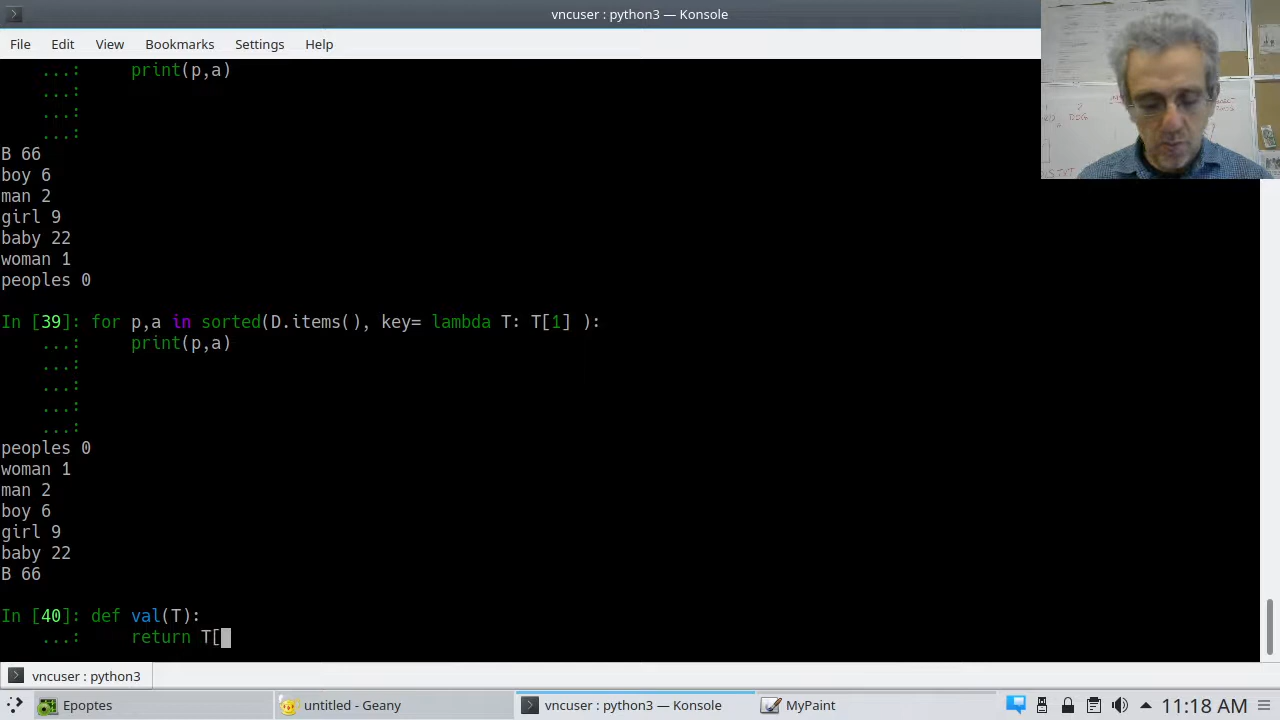 vncuser : python3 — Konsole
File Edit View Bookmarks Settings Help
...: print(p,a)
...:
...:
...:
B 66
boy 6
man 2
girl 9
baby 22
woman 1
peoples 0
In [39]: for p,a in sorted(D.items(), key= lambda T: T[1] ):
...: print(p,a)
...:
...:
...:
...:
peoples 0
woman 1
man 2
boy 6
girl 9
baby 22
B 66
In [40]: def val(T):
...: return T[
vncuser : python3
Epoptes
untitled - Geany
vncuser : python3 — Konsole
MyPaint
11:18 AM